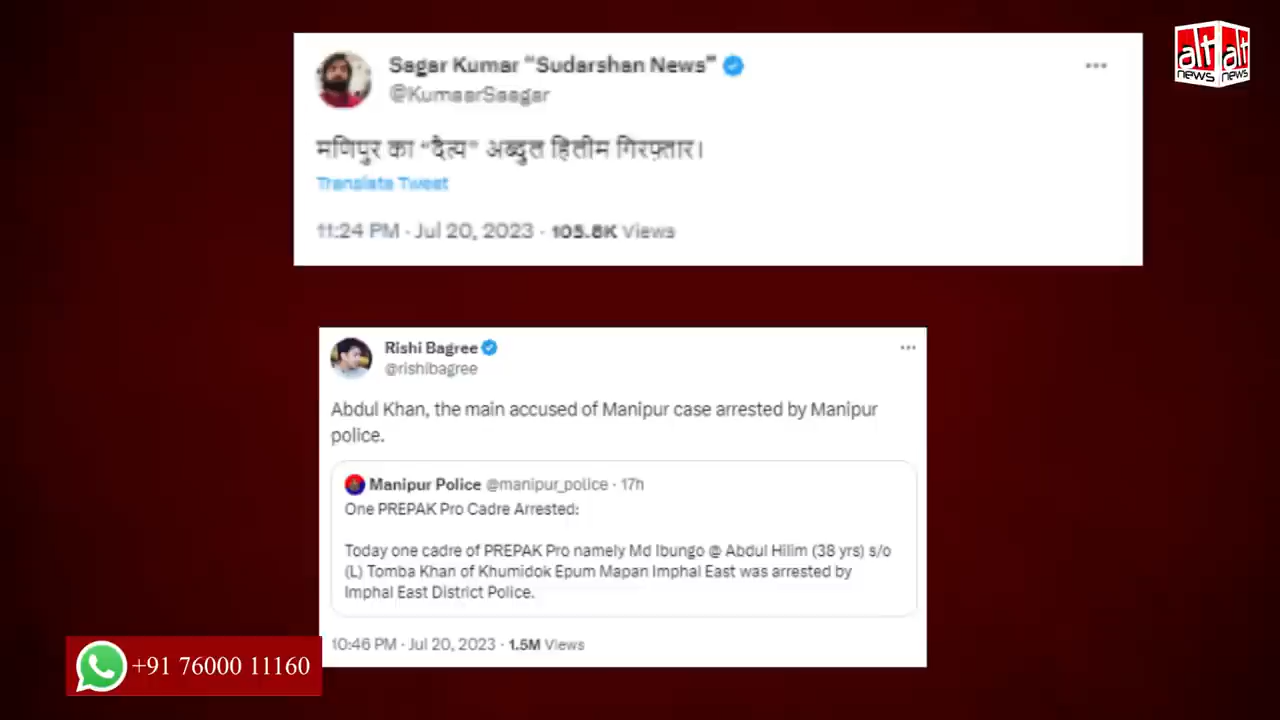 Sagar Kumar “Sudarshan News”
@KumaarSaagar
मणिपुर का “दैत्य” अब्दुल हिलीम गिरफ़्तार।
Translate Tweet
11:24 PM · Jul 20, 2023 · 105.8K Views
alt alt
news news
Rishi Bagree
@rishibagree
Abdul Khan, the main accused of Manipur case arrested by Manipur
police.
Manipur Police @manipur_police · 17h
One PREPAK Pro Cadre Arrested:
Today one cadre of PREPAK Pro namely Md Ibungo @ Abdul Hilim (38 yrs) s/o
(L) Tomba Khan of Khumidok Epum Mapan Imphal East was arrested by
Imphal East District Police.
10:46 PM · Jul 20, 2023 · 1.5M Views
+91 76000 11160